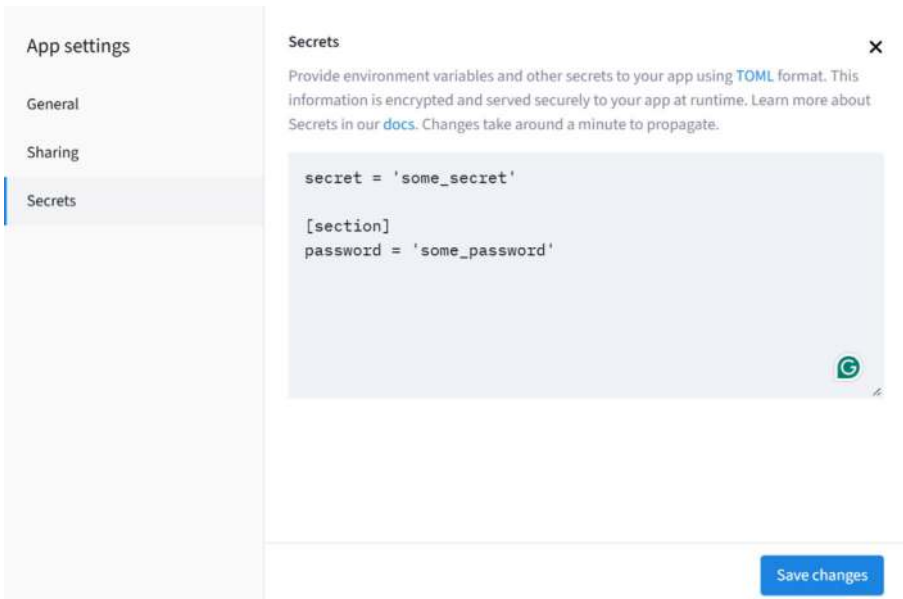 App settings
General
Sharing
Secrets
Secrets
Provide environment variables and other secrets to your app using TOML format. This
information is encrypted and served securely to your app at runtime. Learn more about
Secrets in our docs. Changes take around a minute to propagate.
secret = 'some_secret'
[section]
password = 'some_password'
Save changes